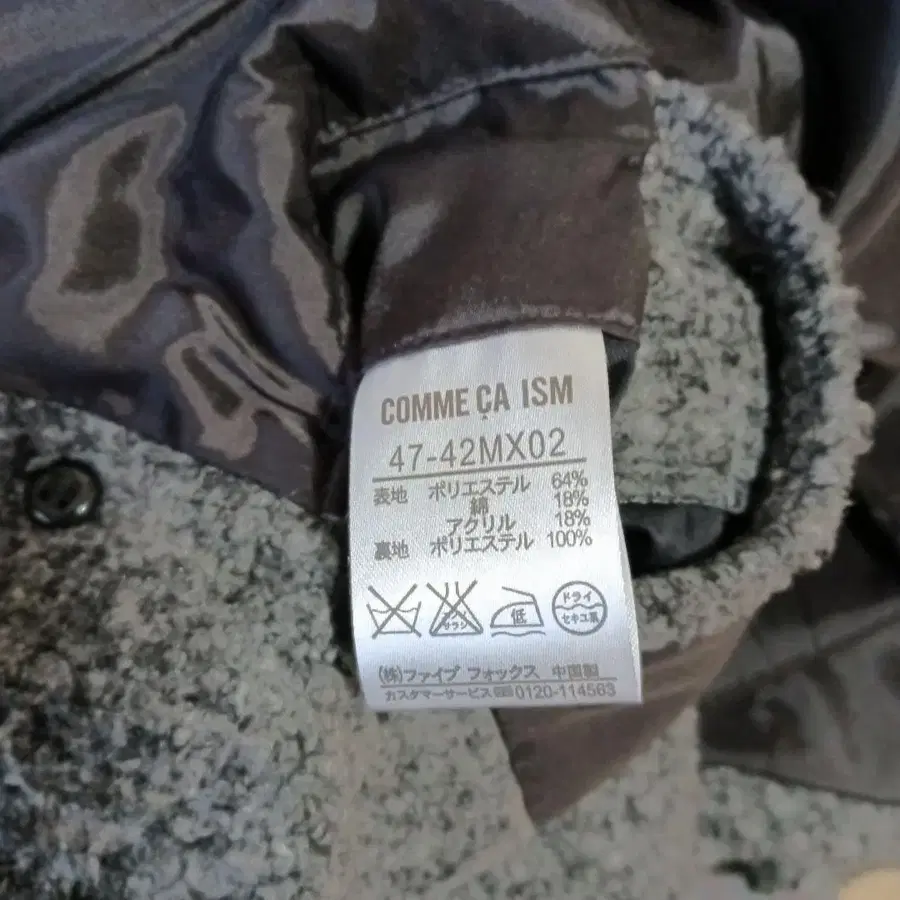 COMME ÇA ISM
47-42MX02
表地 ポリエステル 64%
綿 18%
アクリル 18%
裏地 ポリエステル 100%
低 ドライ
セキユ系
(株)ファイブ フォックス 中国製
カスタマーサービス 0120-114563